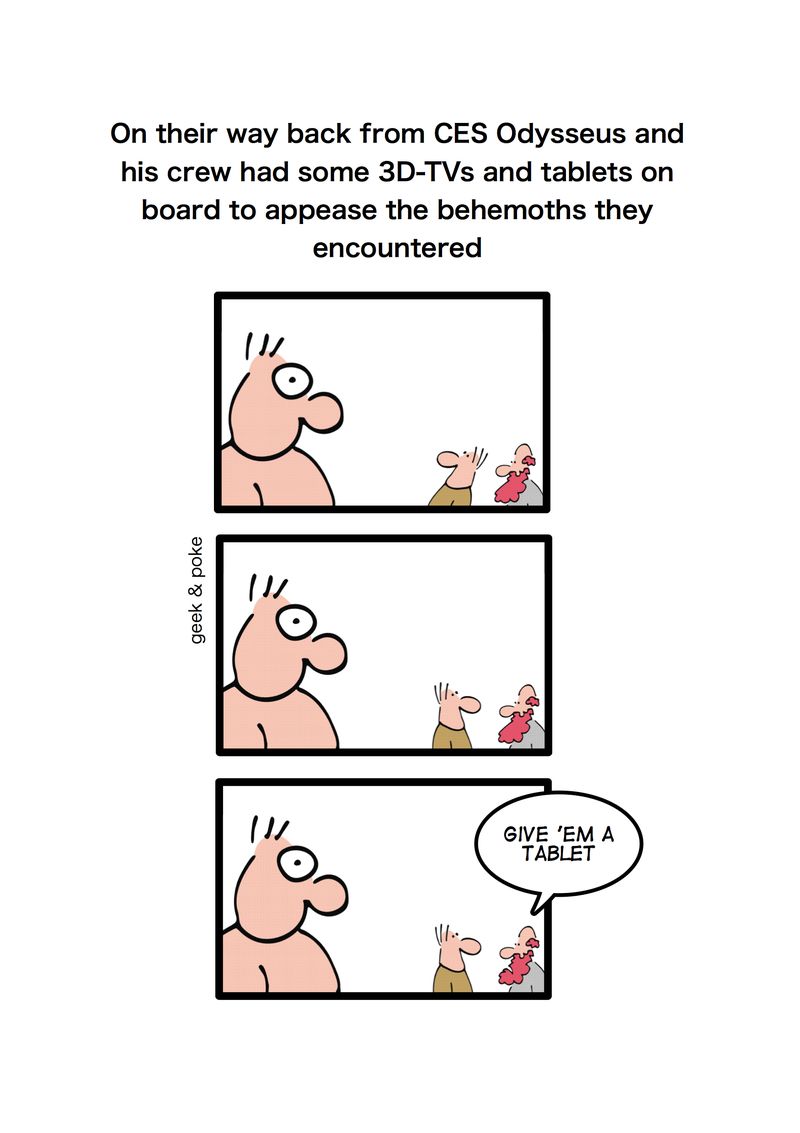 On their way back from CES Odysseus and
his crew had some 3D-TVs and tablets on
board to appease the behemoths they
encountered
geek & poke
GIVE 'EM A
TABLET